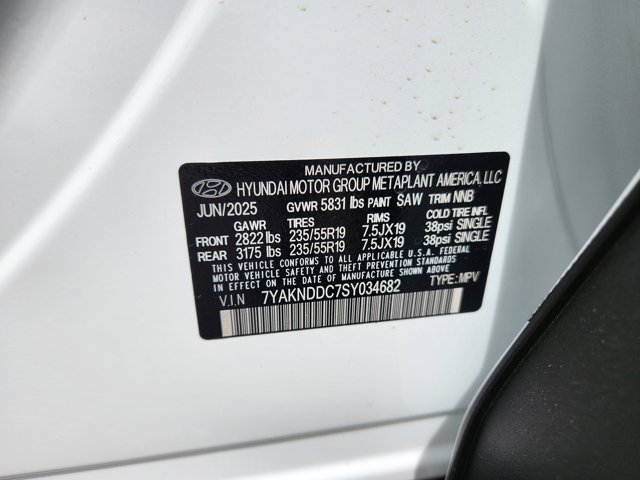 MANUFACTURED BY
HYUNDAI MOTOR GROUP METAPLANT AMERICA, LLC
JUN/2025 GVWR 5831 lbs PAINT SAW TRIM NNB
GAWR TIRES RIMS COLD TIRE INFL
FRONT 2822 lbs 235/55R19 7.5JX19 38psi SINGLE
REAR 3175 lbs 235/55R19 7.5JX19 38psi SINGLE
THIS VEHICLE CONFORMS TO ALL APPLICABLE U.S.A. FEDERAL
MOTOR VEHICLE SAFETY AND THEFT PREVENTION STANDARDS
IN EFFECT ON THE DATE OF MANUFACTURE SHOWN ABOVE.
V.I.N 7YAKNDDC7SY034682 TYPE:MPV